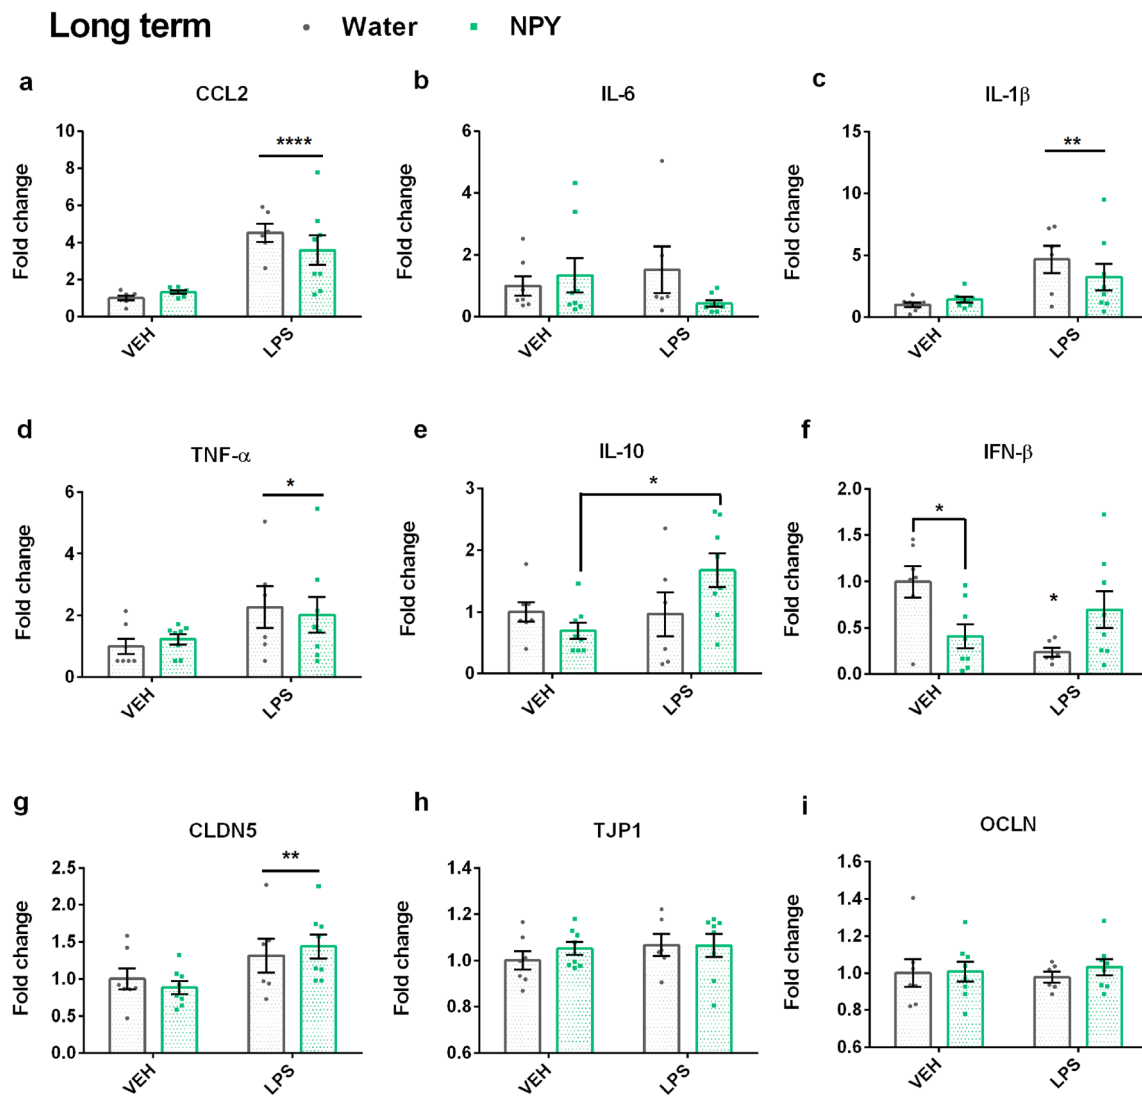 Long term
Water
NPY
a
CCL2
Fold change
10
8
6
4
2
0
****
VEH
LPS
b
IL-6
Fold change
6
4
2
0
VEH
LPS
c
IL-1β
Fold change
15
10
5
0
**
VEH
LPS
d
TNF-α
Fold change
6
4
2
0
*
VEH
LPS
e
IL-10
Fold change
3
2
1
0
*
VEH
LPS
f
IFN-β
Fold change
2.0
1.5
1.0
0.5
0.0
*
*
VEH
LPS
g
CLDN5
Fold change
2.5
2.0
1.5
1.0
0.5
0.0
**
VEH
LPS
h
TJP1
Fold change
1.4
1.2
1.0
0.8
0.6
VEH
LPS
i
OCLN
Fold change
1.6
1.4
1.2
1.0
0.8
0.6
VEH
LPS